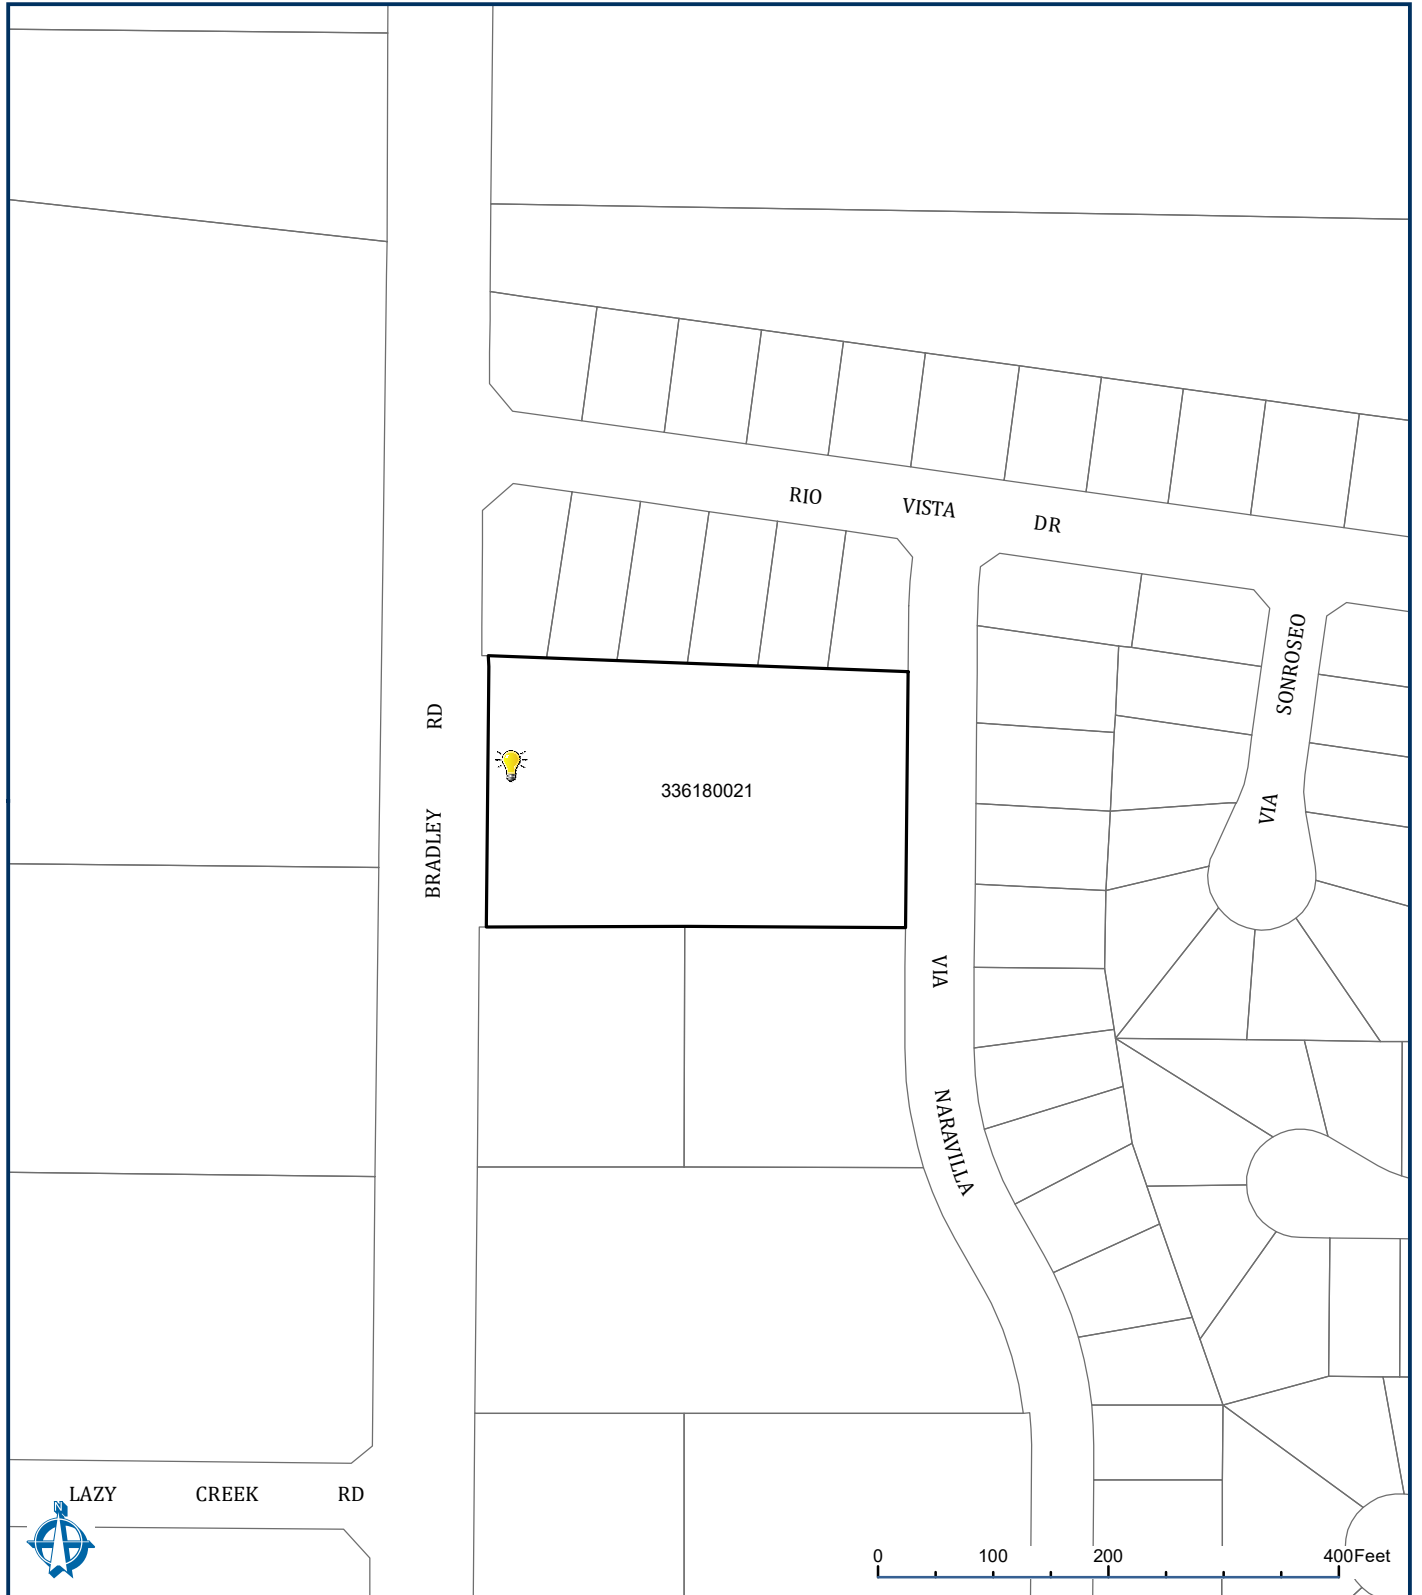 RIO VISTA DR
VIA SONROSEO
BRADLEY RD
336180021
VIA NARAVILLA
LAZY CREEK RD
N
0 100 200 400Feet